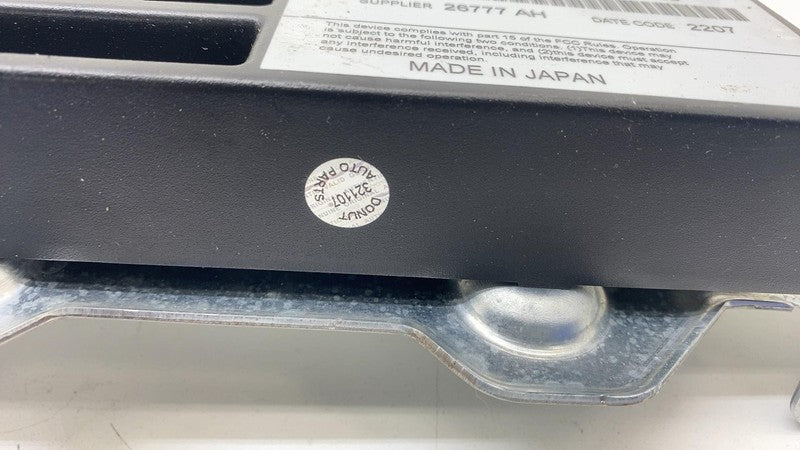 SUPPLIER 26777 AH
DATE CODE 2207
This device complies with part 15 of the FCC Rules. Operation
is subject to the following two conditions: (1)This device may
not cause harmful interference, and (2)this device must accept
any interference received, including interference that may
cause undesired operation.
MADE IN JAPAN
DONUT
321107
AUTO PARTS